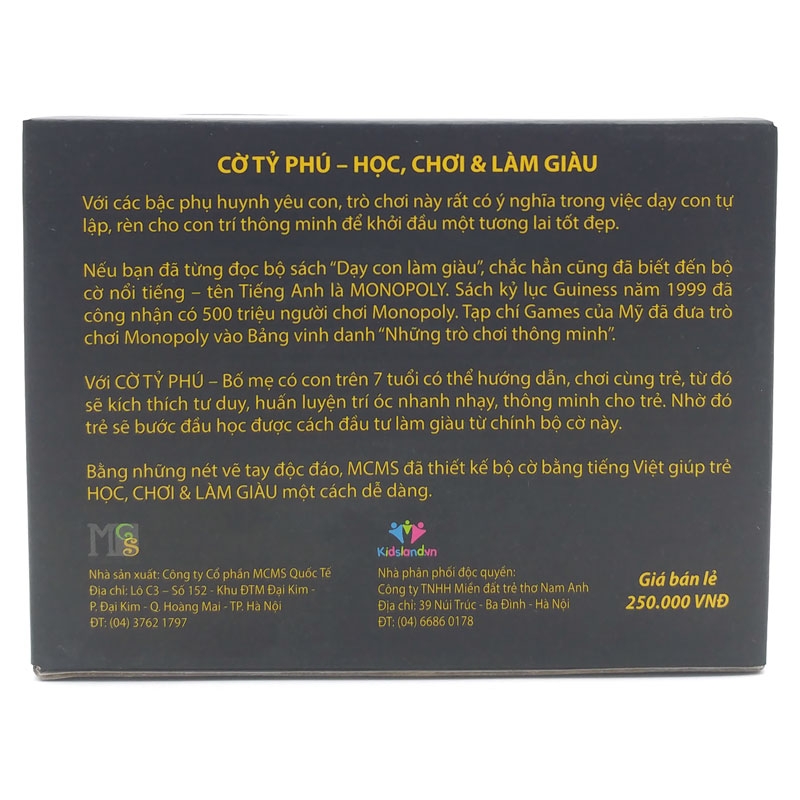 CỜ TỶ PHÚ – HỌC, CHƠI & LÀM GIÀU
Với các bậc phụ huynh yêu con, trò chơi này rất có ý nghĩa trong việc dạy con tự
lập, rèn cho con trí thông minh để khởi đầu một tương lai tốt đẹp.
Nếu bạn đã từng đọc bộ sách "Dạy con làm giàu", chắc hẳn cũng đã biết đến bộ
cờ nổi tiếng – tên Tiếng Anh là MONOPOLY. Sách kỷ lục Guiness năm 1999 đã
công nhận có 500 triệu người chơi Monopoly. Tạp chí Games của Mỹ đã đưa trò
chơi Monopoly vào Bảng vinh danh "Những trò chơi thông minh".
Với CỜ TỶ PHÚ – Bố mẹ có con trên 7 tuổi có thể hướng dẫn, chơi cùng trẻ, từ đó
sẽ kích thích tư duy, huấn luyện trí óc nhanh nhạy, thông minh cho trẻ. Nhờ đó
trẻ sẽ bước đầu học được cách đầu tư làm giàu từ chính bộ cờ này.
Bằng những nét vẽ tay độc đáo, MCMS đã thiết kế bộ cờ bằng tiếng Việt giúp trẻ
HỌC, CHƠI & LÀM GIÀU một cách dễ dàng.
MCMS
Nhà sản xuất: Công ty Cổ phần MCMS Quốc Tế
Địa chỉ: Lô C3 – Số 152 - Khu ĐTM Đại Kim -
P. Đại Kim - Q. Hoàng Mai - TP. Hà Nội
ĐT: (04) 3762 1797
Kidsland.vn
Nhà phân phối độc quyền:
Công ty TNHH Miền đất trẻ thơ Nam Anh
Địa chỉ: 39 Núi Trúc - Ba Đình - Hà Nội
ĐT: (04) 6686 0178
Giá bán lẻ
250.000 VNĐ